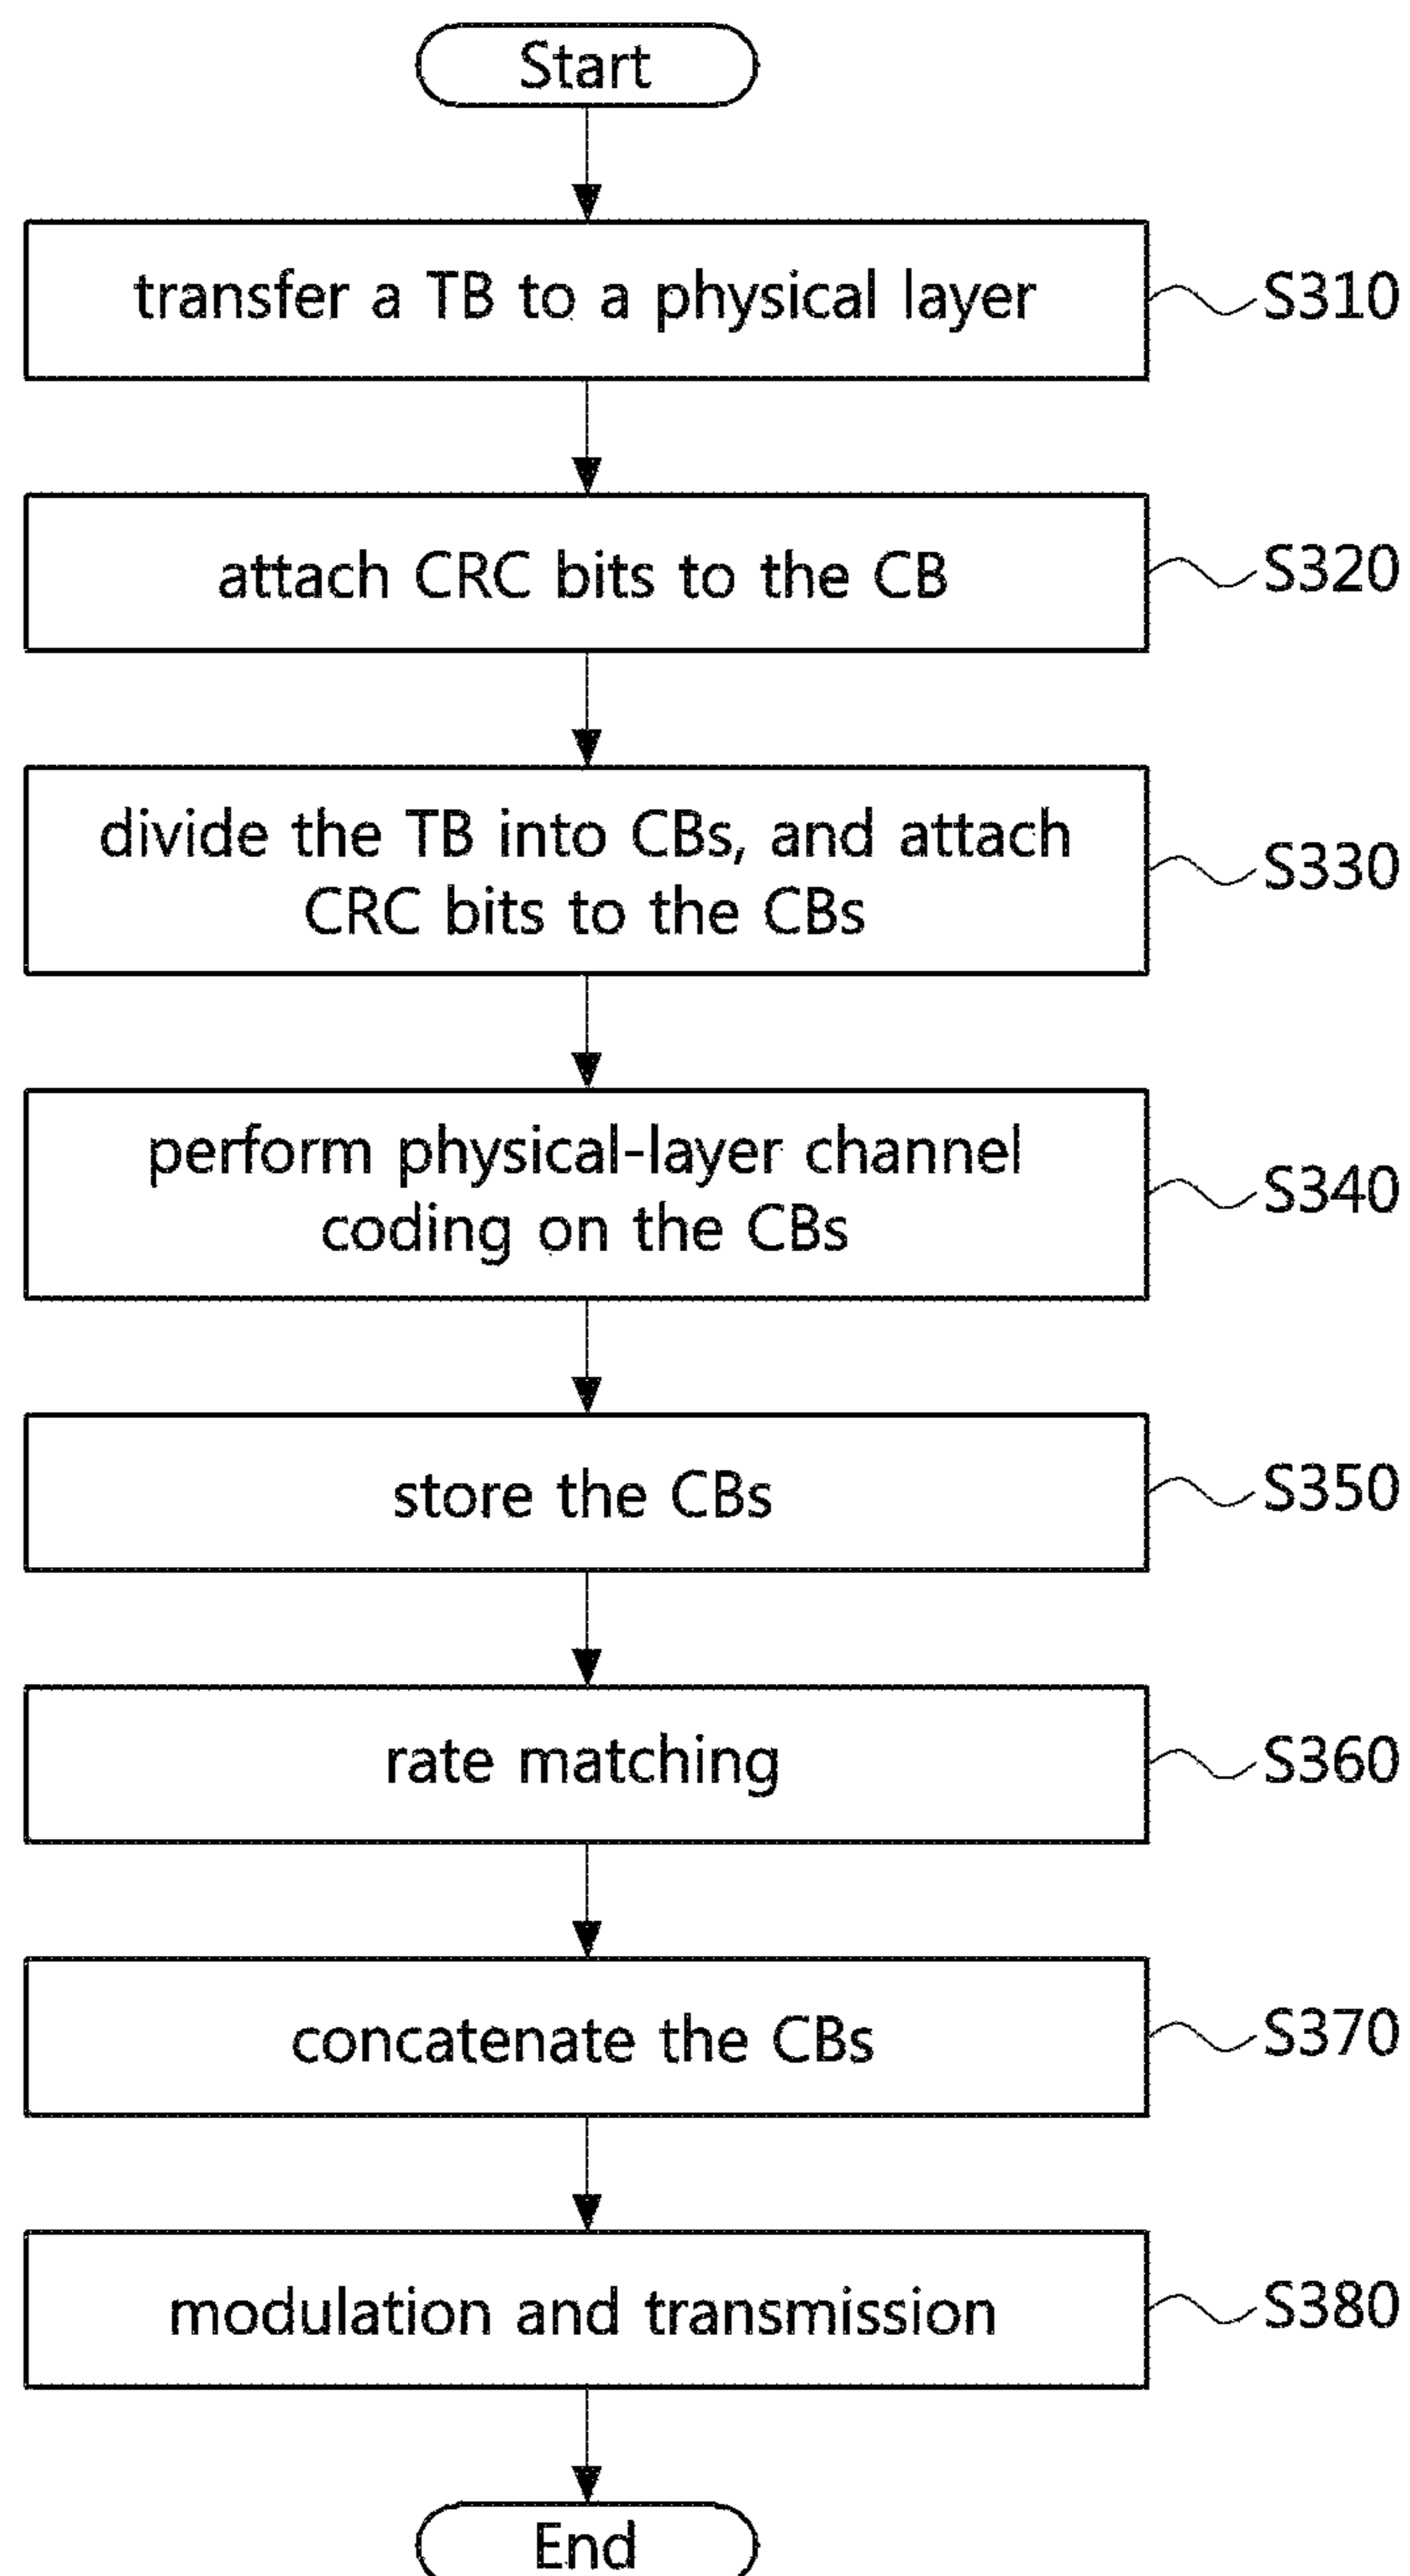 Start
transfer a TB to a physical layer
S310
attach CRC bits to the CB
S320
divide the TB into CBs, and attach
CRC bits to the CBs
S330
perform physical-layer channel
coding on the CBs
S340
store the CBs
S350
rate matching
S360
concatenate the CBs
S370
modulation and transmission
S380
End